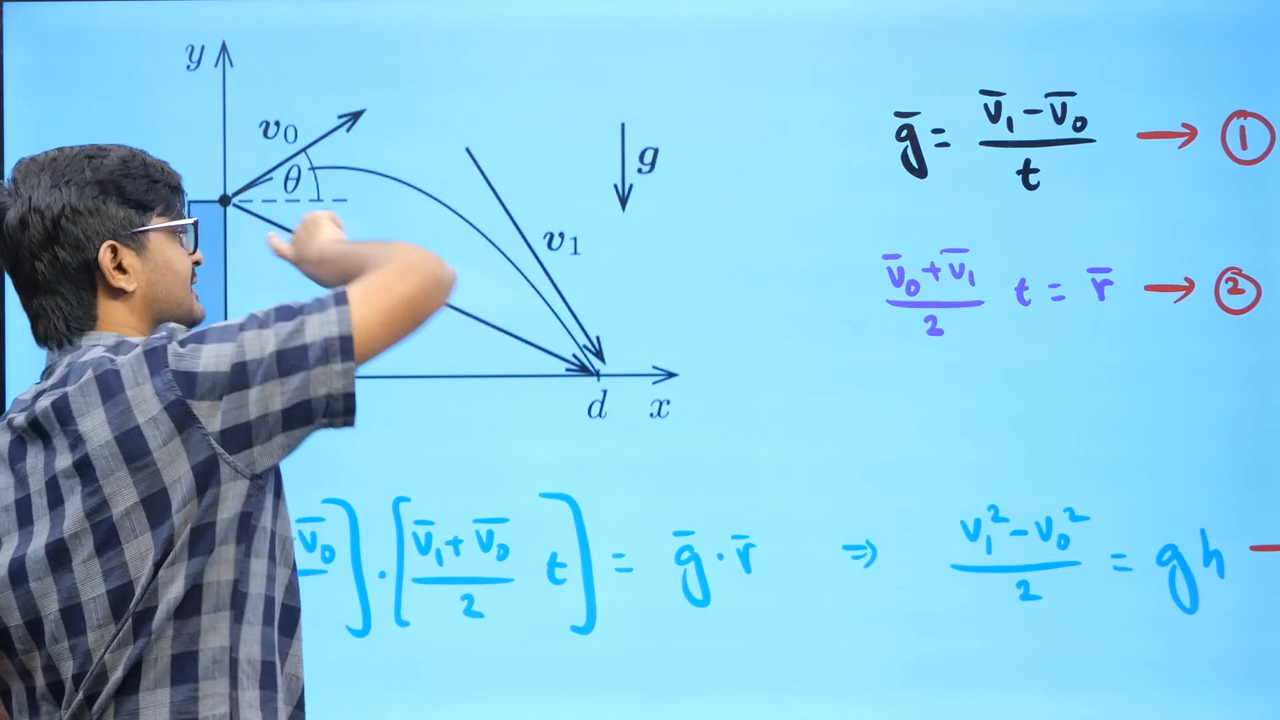 y
v₀
θ
g
v₁
d
x
ḡ = (v̄₁ - v̄₀) / t → ①
(v̄₀ + v̄₁) / 2 t = r̄ → ②
v̄₀ ] . [ (v̄₁ + v̄₀) / 2 t ] = ḡ . r̄ ⇒ (v₁² - v₀²) / 2 = gh